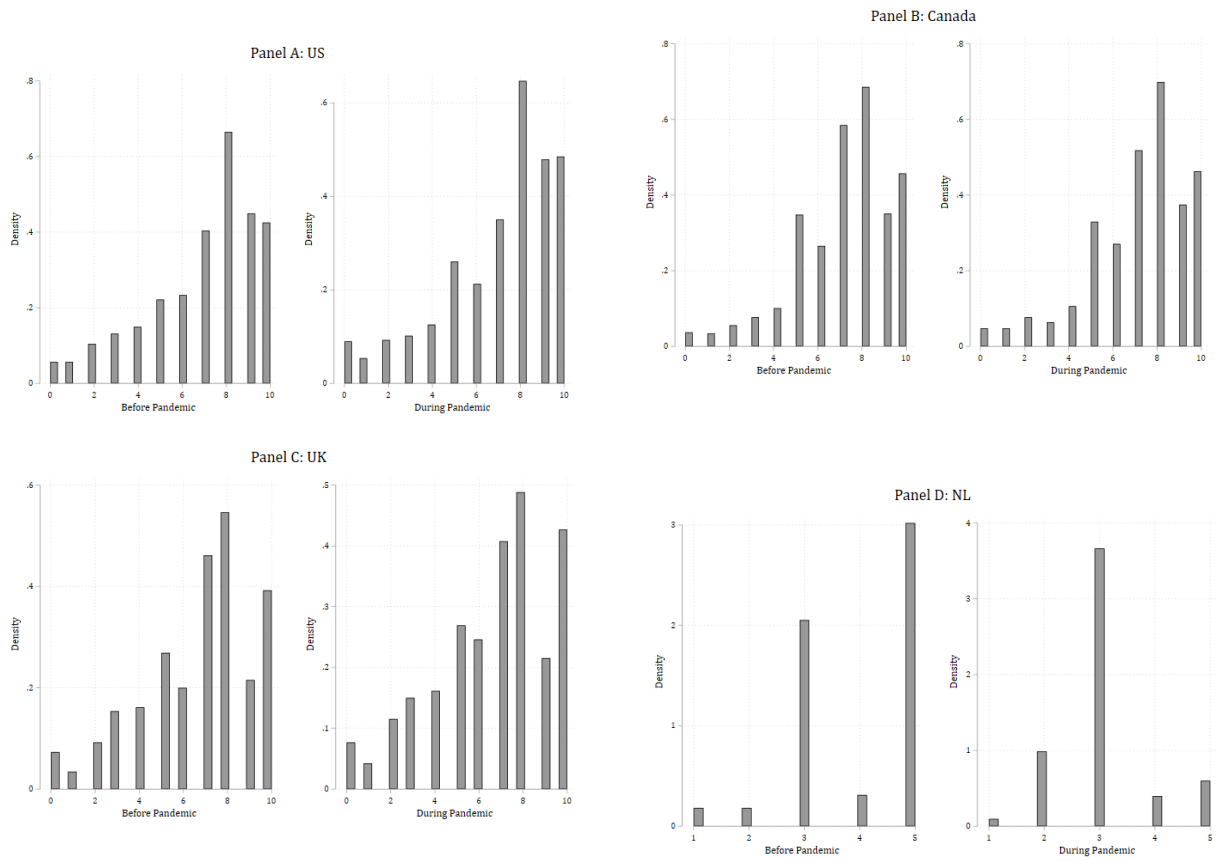 Panel A: US
Density
.8
.6
.4
.2
0
0 2 4 6 8 10
Before Pandemic
Density
.6
.4
.2
0
0 2 4 6 8 10
During Pandemic
Panel B: Canada
Density
.8
.6
.4
.2
0
0 2 4 6 8 10
Before Pandemic
Density
.8
.6
.4
.2
0
0 2 4 6 8 10
During Pandemic
Panel C: UK
Density
.6
.4
.2
0
0 2 4 6 8 10
Before Pandemic
Density
.5
.4
.3
.2
.1
0
0 2 4 6 8 10
During Pandemic
Panel D: NL
Density
3
2
1
0
1 2 3 4 5
Before Pandemic
Density
4
3
2
1
0
1 2 3 4 5
During Pandemic